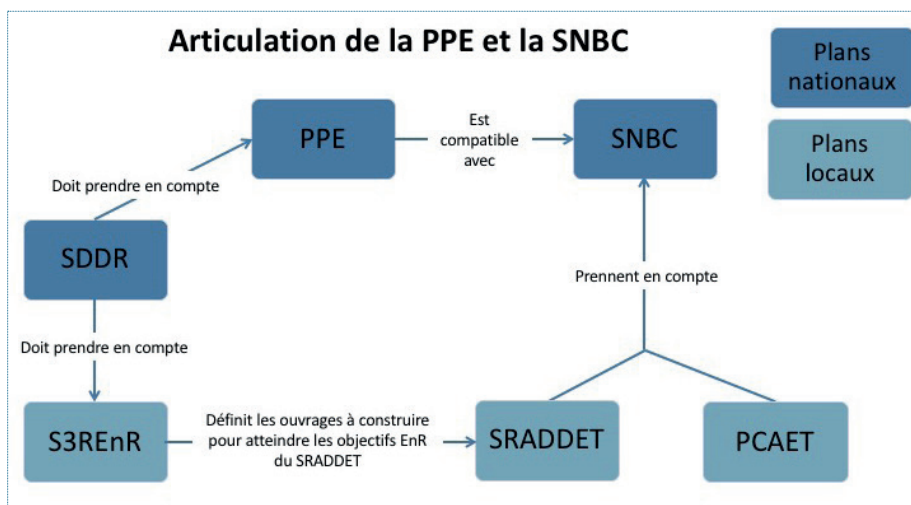 Articulation de la PPE et la SNBC
Plans
nationaux
Plans
locaux
PPE
Est
compatible
avec
SNBC
Doit prendre en compte
SDDR
Prennent en compte
Doit prendre en compte
S3REnR
Définit les ouvrages à construire
pour atteindre les objectifs EnR
du SRADDET
SRADDET
PCAET